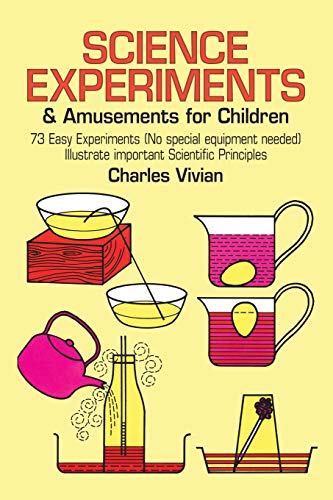 SCIENCE
EXPERIMENTS
& Amusements for Children
73 Easy Experiments (No special equipment needed)
Illustrate important Scientific Principles
Charles Vivian